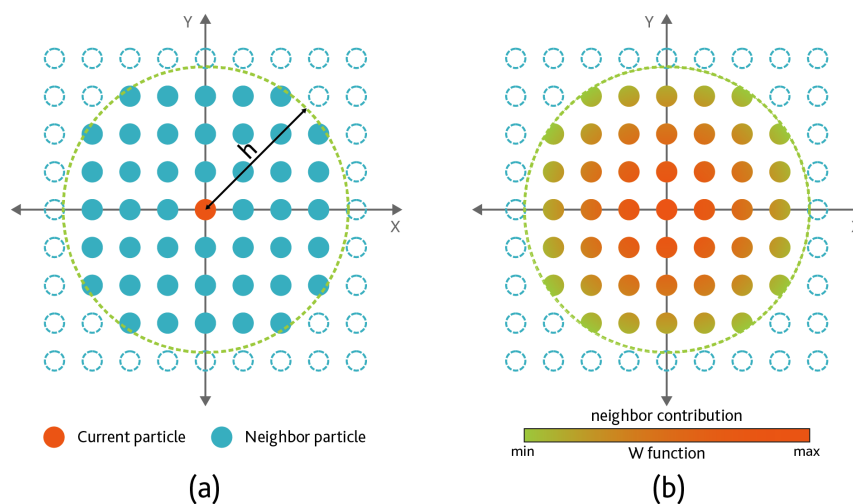 Y
h
X
Current particle
Neighbor particle
(a)
Y
X
neighbor contribution
min
W function
max
(b)